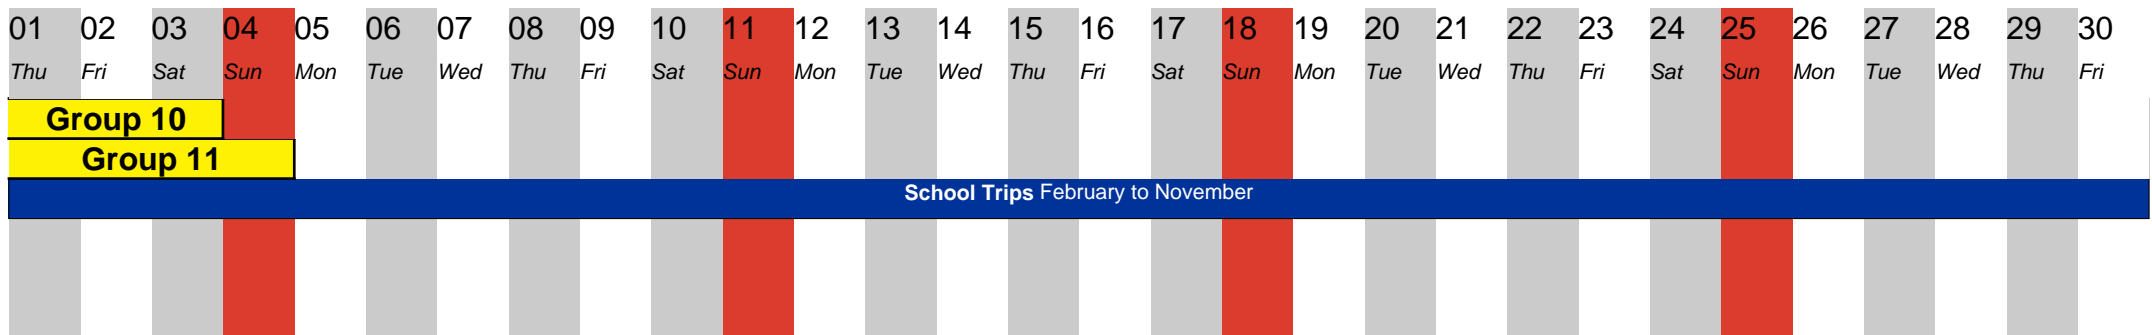 01 02 03 04 05 06 07 08 09 10 11 12 13 14 15 16 17 18 19 20 21 22 23 24 25 26 27 28 29 30
Thu Fri Sat Sun Mon Tue Wed Thu Fri Sat Sun Mon Tue Wed Thu Fri Sat Sun Mon Tue Wed Thu Fri Sat Sun Mon Tue Wed Thu Fri
Group 10
Group 11
School Trips February to November